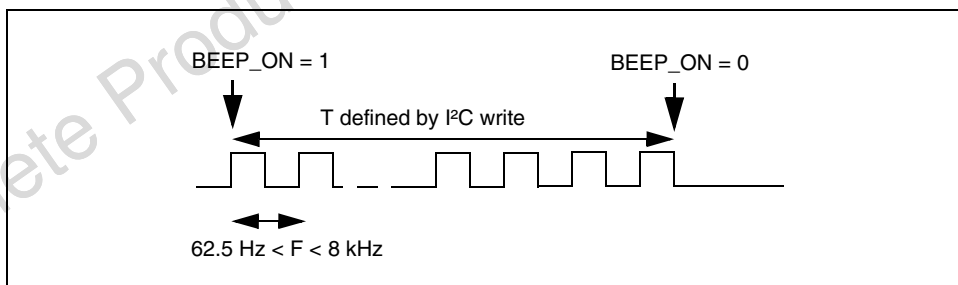 BEEP_ON = 1
BEEP_ON = 0
T defined by I²C write
62.5 Hz < F < 8 kHz